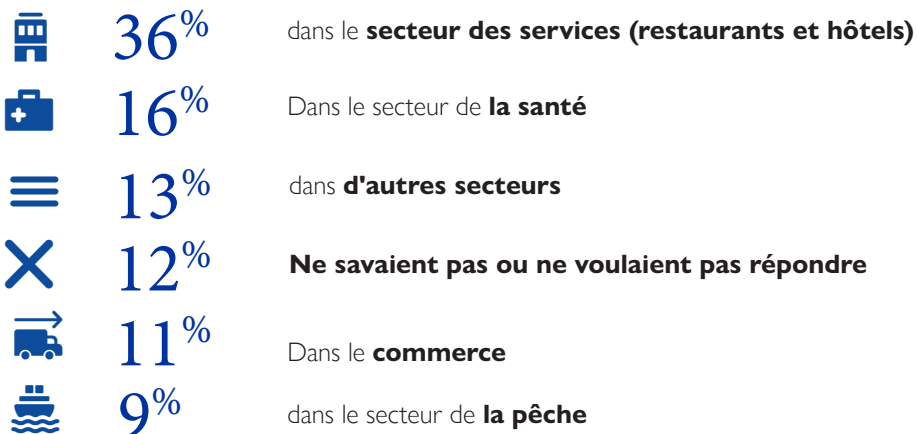 36% dans le secteur des services (restaurants et hôtels)
16% Dans le secteur de la santé
13% dans d'autres secteurs
12% Ne savaient pas ou ne voulaient pas répondre
11% Dans le commerce
9% dans le secteur de la pêche